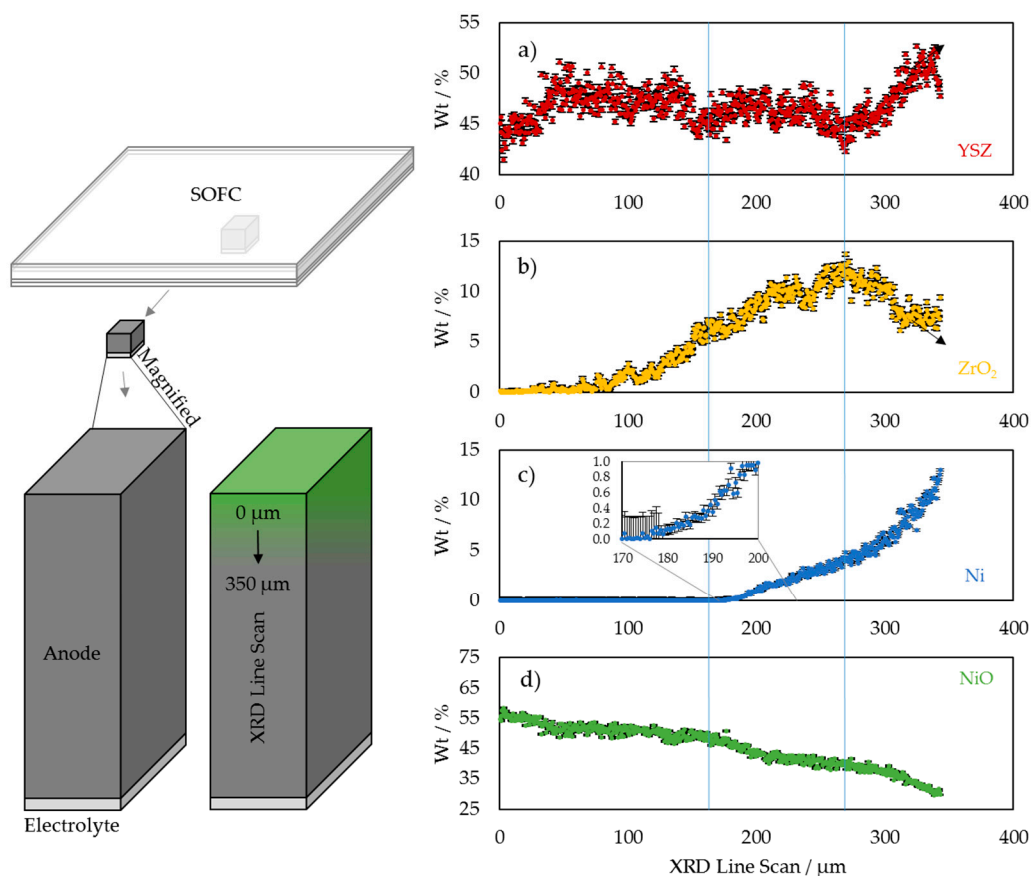 SOFC
Magnified
Anode
Electrolyte
0 µm
350 µm
XRD Line Scan
a)
Wt / %
55
50
45
40
YSZ
0 100 200 300 400
b)
Wt / %
15
10
5
0
ZrO₂
0 100 200 300 400
c)
Wt / %
15
10
5
0
1.0
0.8
0.6
0.4
0.2
0.0
170 180 190 200
Ni
0 100 200 300 400
d)
Wt / %
75
65
55
45
35
25
NiO
0 100 200 300 400
XRD Line Scan / µm